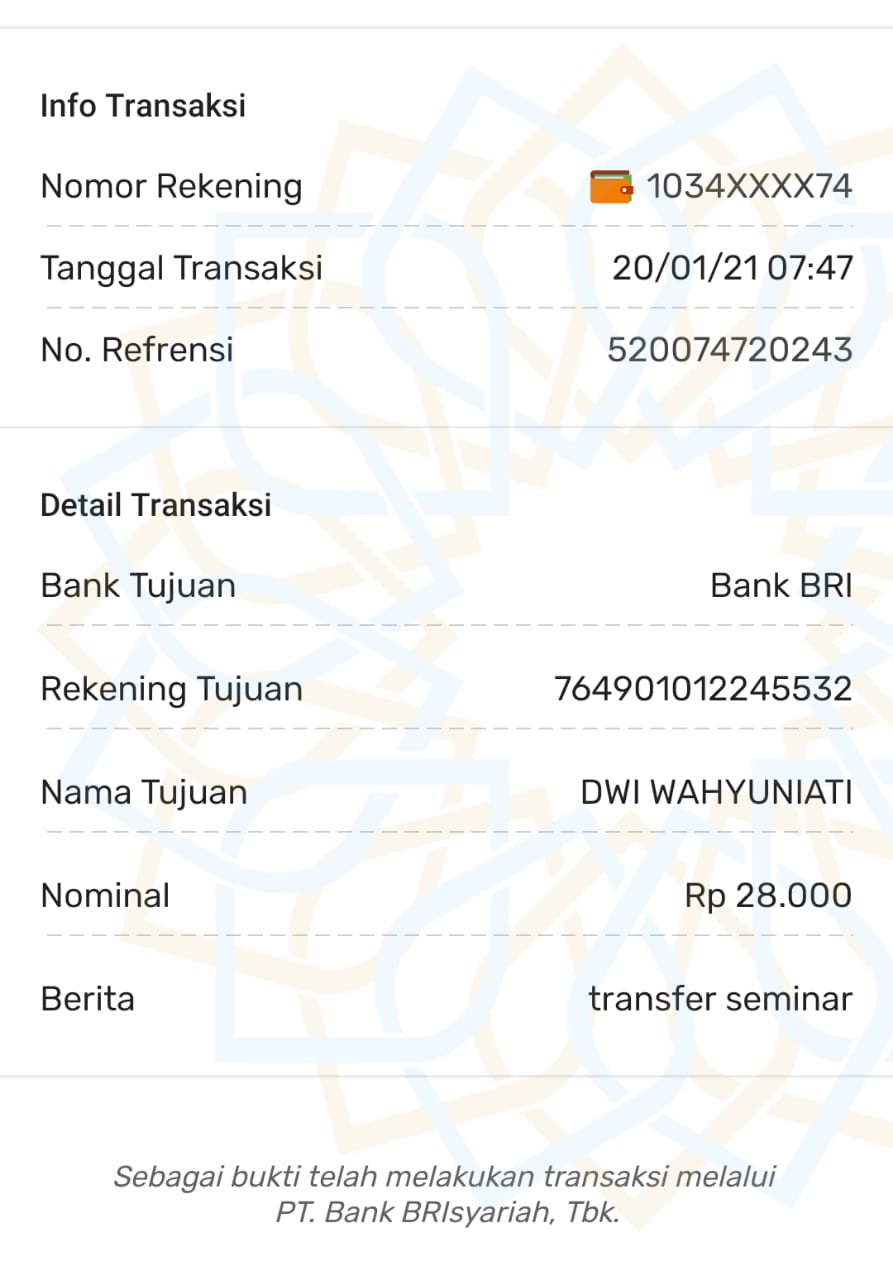 Info Transaksi
Nomor Rekening 1034XXXX74
Tanggal Transaksi 20/01/21 07:47
No. Refrensi 520074720243
Detail Transaksi
Bank Tujuan Bank BRI
Rekening Tujuan 764901012245532
Nama Tujuan DWI WAHYUNIATI
Nominal Rp 28.000
Berita transfer seminar
Sebagai bukti telah melakukan transaksi melalui
PT. Bank BRIsyariah, Tbk.